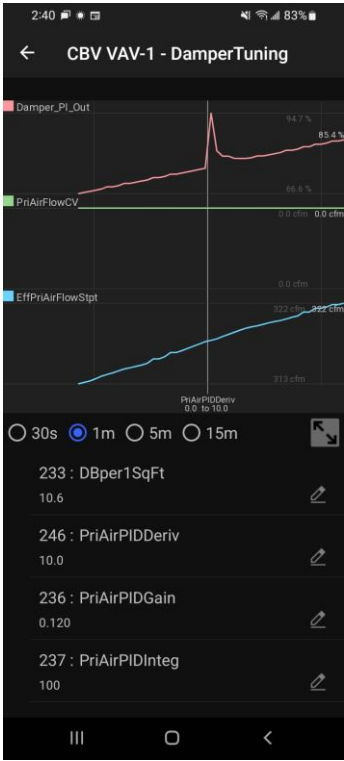 2:40 83%
CBV VAV-1 - DamperTuning
Damper_PI_Out
94.7 %
85.4 %
66.6 %
PriAirFlowCV
0.0 cfm 0.0 cfm
0.0 cfm
EffPriAirFlowStpt
322 cfm 322 cfm
313 cfm
PriAirPIDDeriv
0.0 to 10.0
30s 1m 5m 15m
233 : DBper1SqFt
10.6
246 : PriAirPIDDeriv
10.0
236 : PriAirPIDGain
0.120
237 : PriAirPIDInteg
100